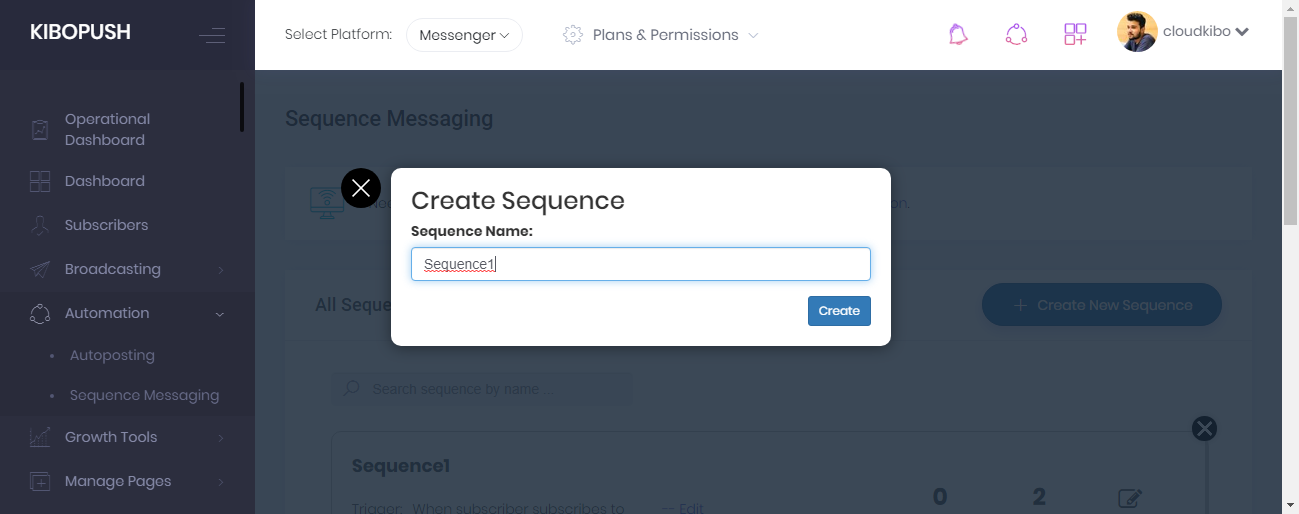 KIBOPUSH
Select Platform: Messenger Plans & Permissions cloudkibo
Operational
Dashboard
Dashboard
Subscribers
Broadcasting
Automation
Autoposting
Sequence Messaging
Growth Tools
Manage Pages
Sequence Messaging
on.
Create Sequence
Sequence Name:
Sequence1
Create
All Seque
+ Create New Sequence
Search sequence by name ...
Sequence1
0 2
Trigger: When subscriber subscribes to -- Edit